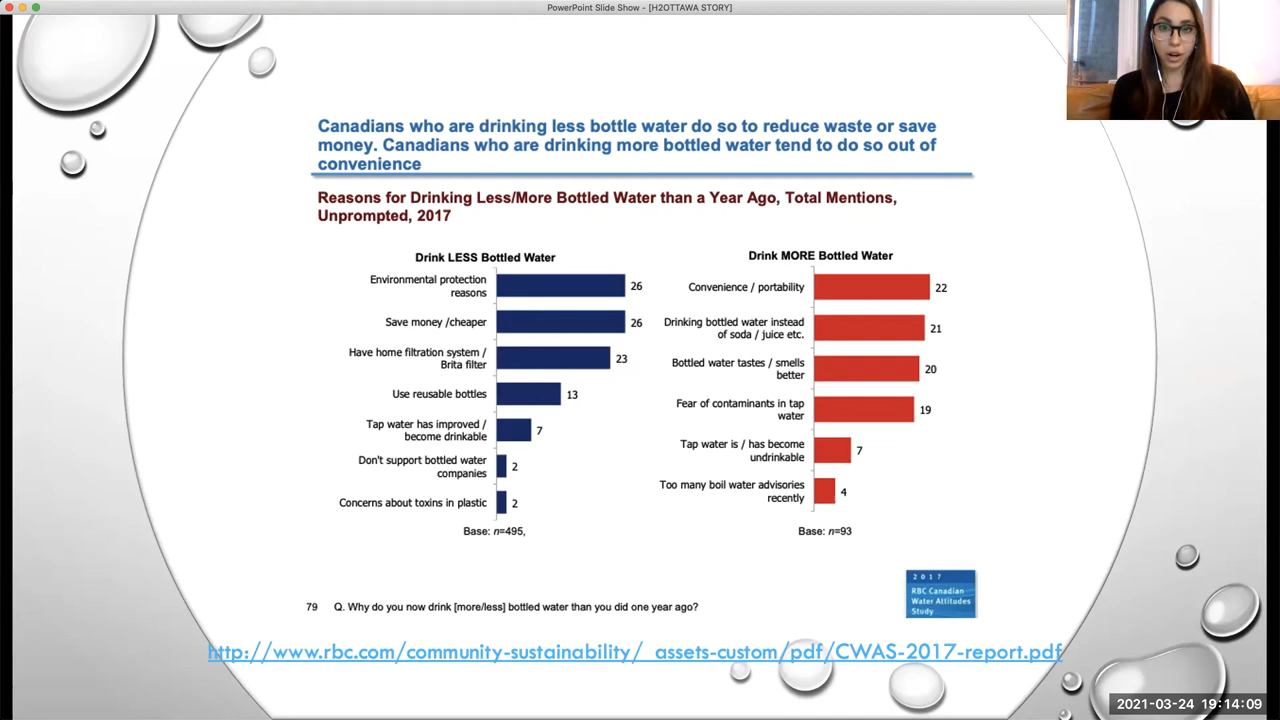 PowerPoint Slide Show - [H2OTTAWA STORY]
Canadians who are drinking less bottle water do so to reduce waste or save
money. Canadians who are drinking more bottled water tend to do so out of
convenience
Reasons for Drinking Less/More Bottled Water than a Year Ago, Total Mentions,
Unprompted, 2017
Drink LESS Bottled Water
Environmental protection
reasons
26
Save money /cheaper
26
Have home filtration system /
Brita filter
23
Use reusable bottles
13
Tap water has improved /
become drinkable
7
Don't support bottled water
companies
2
Concerns about toxins in plastic
2
Base: n=495,
Drink MORE Bottled Water
Convenience / portability
22
Drinking bottled water instead
of soda / juice etc.
21
Bottled water tastes / smells
better
20
Fear of contaminants in tap
water
19
Tap water is / has become
undrinkable
7
Too many boil water advisories
recently
4
Base: n=93
2017
RBC Canadian
Water Attitudes
Study
79 Q. Why do you now drink [more/less] bottled water than you did one year ago?
http://www.rbc.com/community-sustainability/_assets-custom/pdf/CWAS-2017-report.pdf
2021-03-24 19:14:09